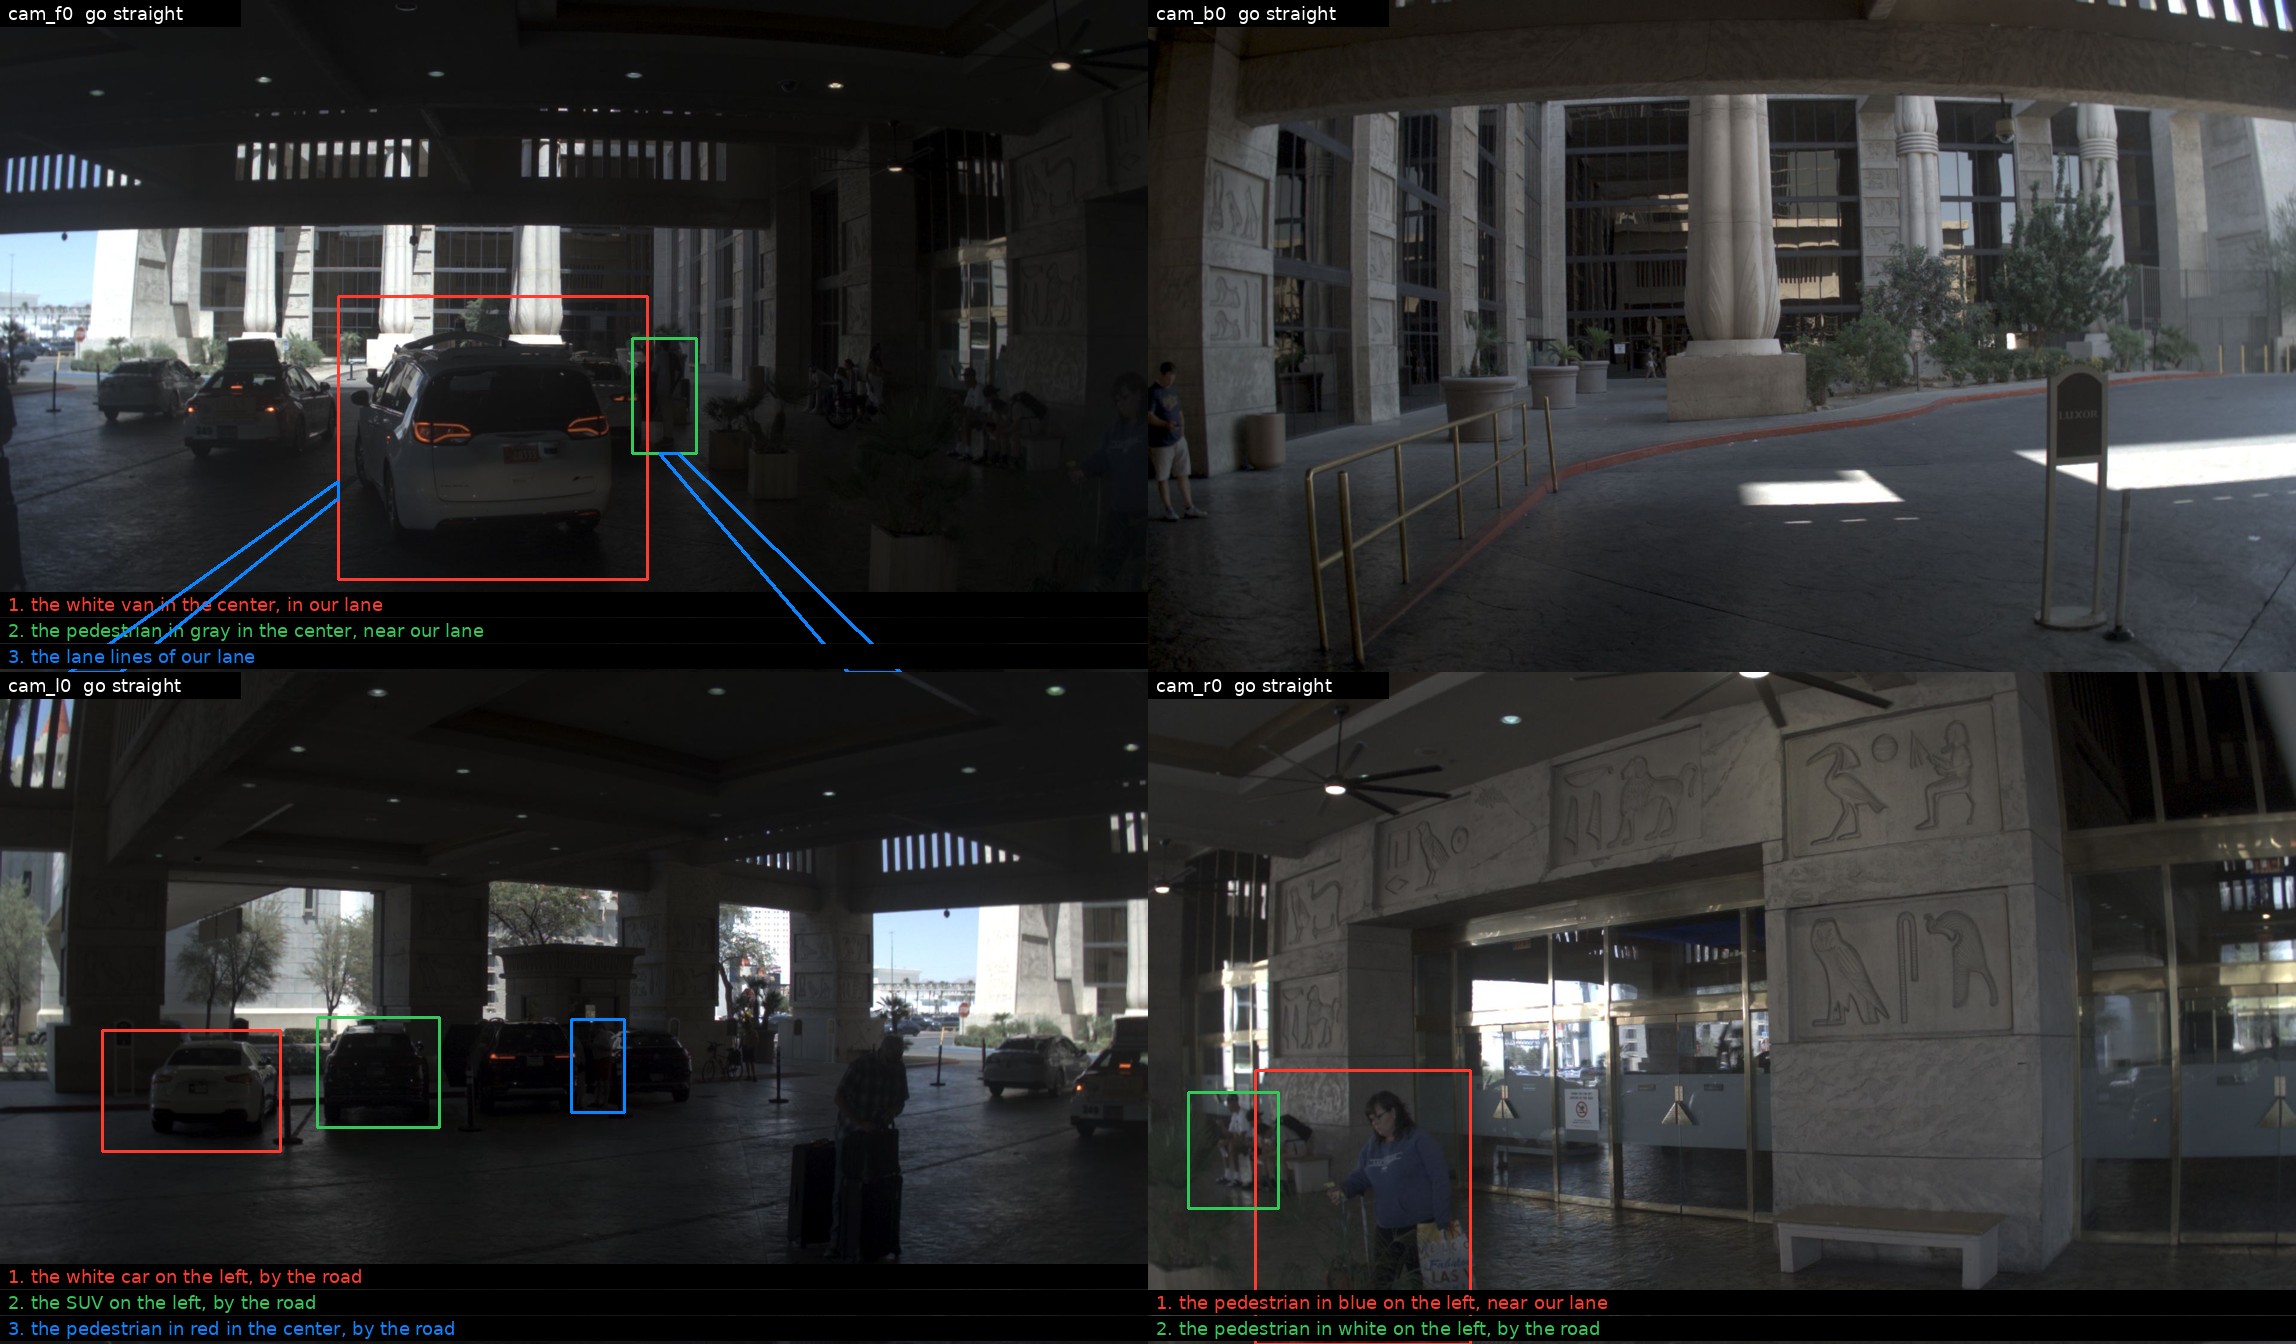 cam_f0 go straight
1. the white van in the center, in our lane
2. the pedestrian in gray in the center, near our lane
3. the lane lines of our lane
cam_b0 go straight
LUXOR
cam_l0 go straight
1. the white car on the left, by the road
2. the SUV on the left, by the road
3. the pedestrian in red in the center, by the road
cam_r0 go straight
LAS
1. the pedestrian in blue on the left, near our lane
2. the pedestrian in white on the left, by the road